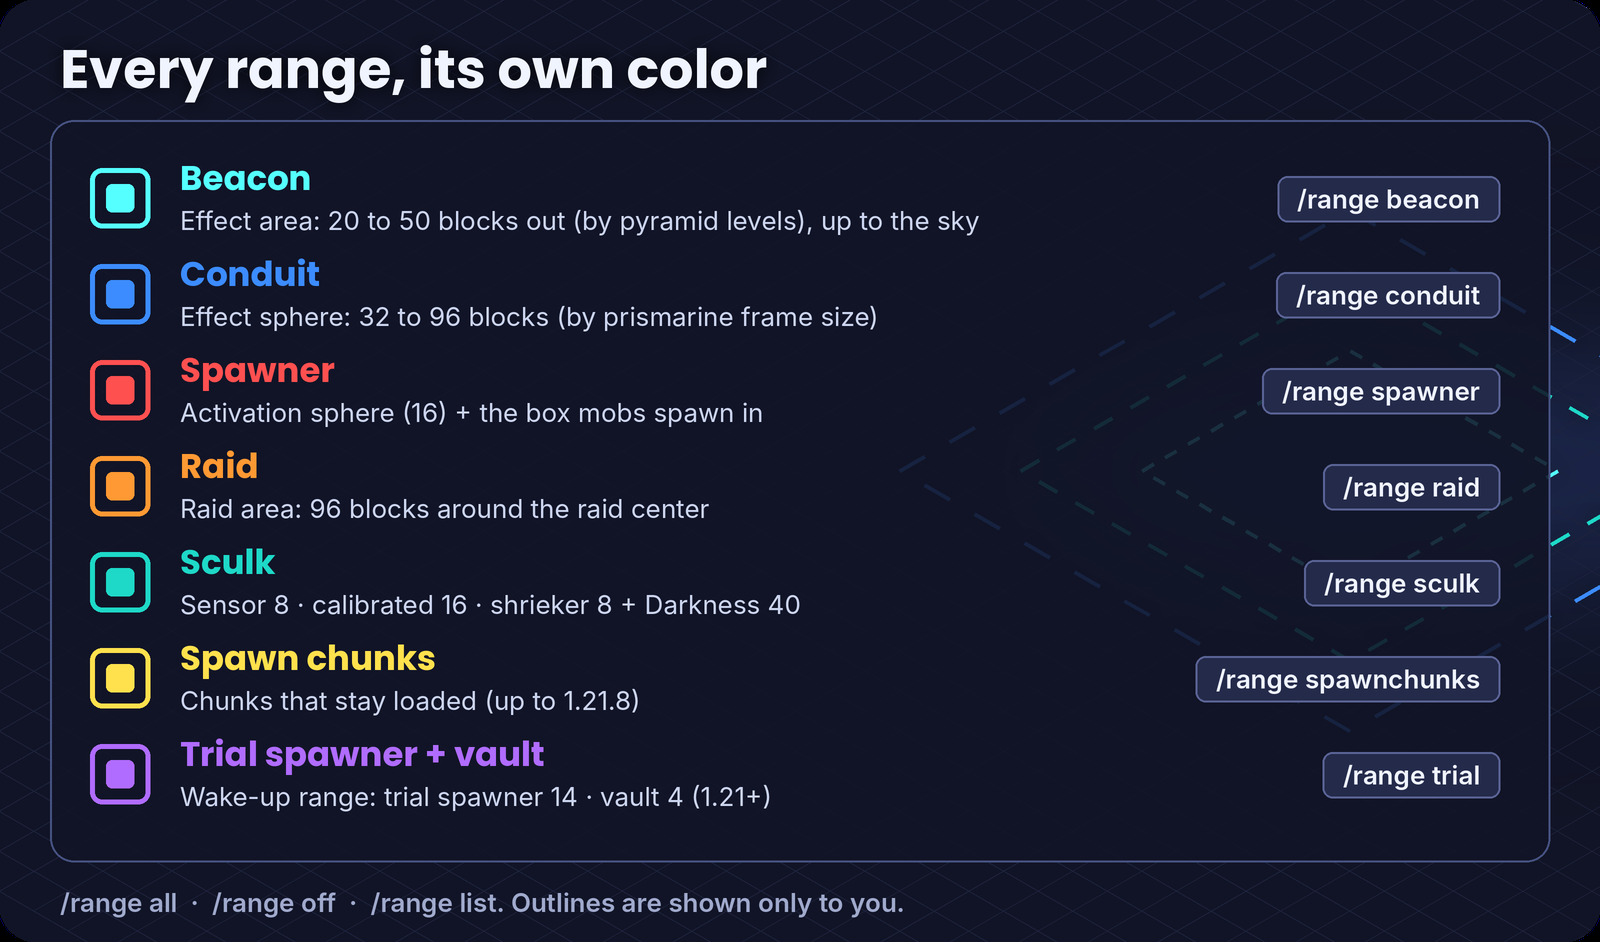 Every range, its own color
Beacon
Effect area: 20 to 50 blocks out (by pyramid levels), up to the sky
/range beacon
Conduit
Effect sphere: 32 to 96 blocks (by prismarine frame size)
/range conduit
Spawner
Activation sphere (16) + the box mobs spawn in
/range spawner
Raid
Raid area: 96 blocks around the raid center
/range raid
Sculk
Sensor 8 · calibrated 16 · shrieker 8 + Darkness 40
/range sculk
Spawn chunks
Chunks that stay loaded (up to 1.21.8)
/range spawnchunks
Trial spawner + vault
Wake-up range: trial spawner 14 · vault 4 (1.21+)
/range trial
/range all · /range off · /range list. Outlines are shown only to you.